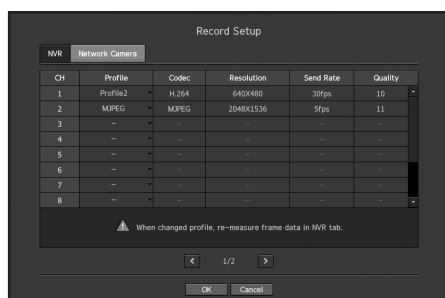 Record Setup
NVR Network Camera
CH Profile Codec Resolution Send Rate Quality
1 Profile2 H.264 640X480 30fps 10
2 MJPEG MJPEG 2048X1536 5fps 11
3 - - - - -
4 - - - - -
5 - - - - -
6 - - - - -
7 - - - - -
8 - - - - -
When changed profile, re-measure frame data in NVR tab.
< 1/2 >
OK Cancel